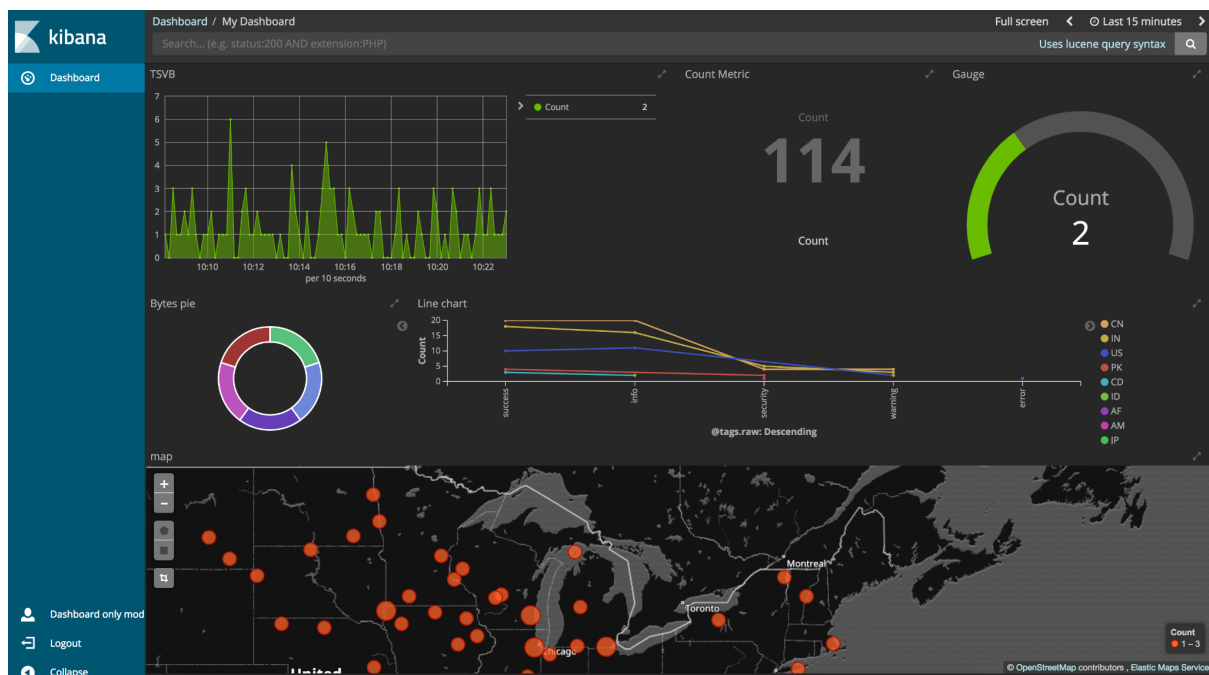 kibana
Dashboard
Dashboard only mod
Logout
Collapse
Dashboard / My Dashboard
Full screen
Last 15 minutes
Search... (e.g. status:200 AND extension:PHP)
Uses lucene query syntax
TSVB
7
6
5
4
3
2
1
0
10:10 10:12 10:14 10:16 10:18 10:20 10:22
per 10 seconds
Count 2
Count Metric
Count
114
Count
Gauge
Count
2
Bytes pie
Line chart
Count
20
15
10
5
0
success
info
security
warning
error
@tags.raw: Descending
CN
IN
US
PK
CD
ID
AF
AM
IP
map
Montreal
Toronto
Chicago
United
Count
1 – 3
© OpenStreetMap contributors , Elastic Maps Service